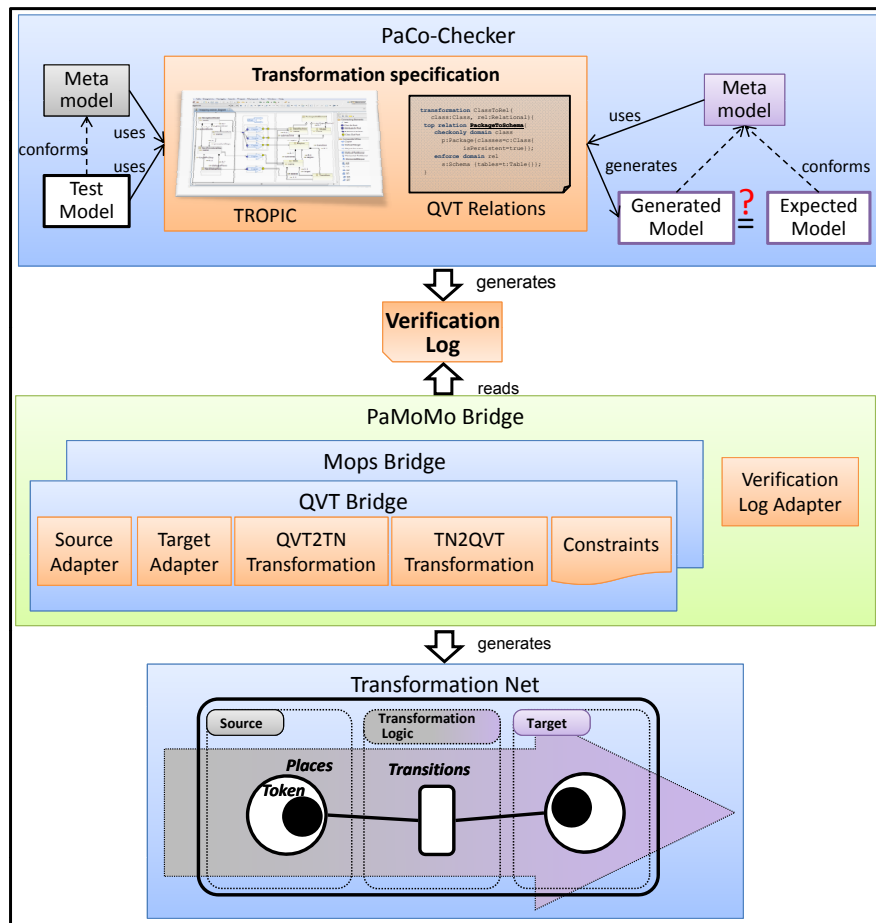 PaCo-Checker
Meta
model
Transformation specification
Meta
model
uses
conforms
uses
Test
Model
transformation ClassToRel{
class:Class, rel:Relational){
top relation PackageToSchema{
checkonly domain class
p:Package{classes=c:Class{
isPersistent=true}};
enforce domain rel
s:Schema {tables=t:Table{}};
}
TROPIC
QVT Relations
uses
generates
conforms
Generated
Model
?
=
Expected
Model
generates
Verification
Log
reads
PaMoMo Bridge
Mops Bridge
QVT Bridge
Source
Adapter
Target
Adapter
QVT2TN
Transformation
TN2QVT
Transformation
Constraints
Verification
Log Adapter
generates
Transformation Net
Source
Transformation
Logic
Target
Places
Token
Transitions